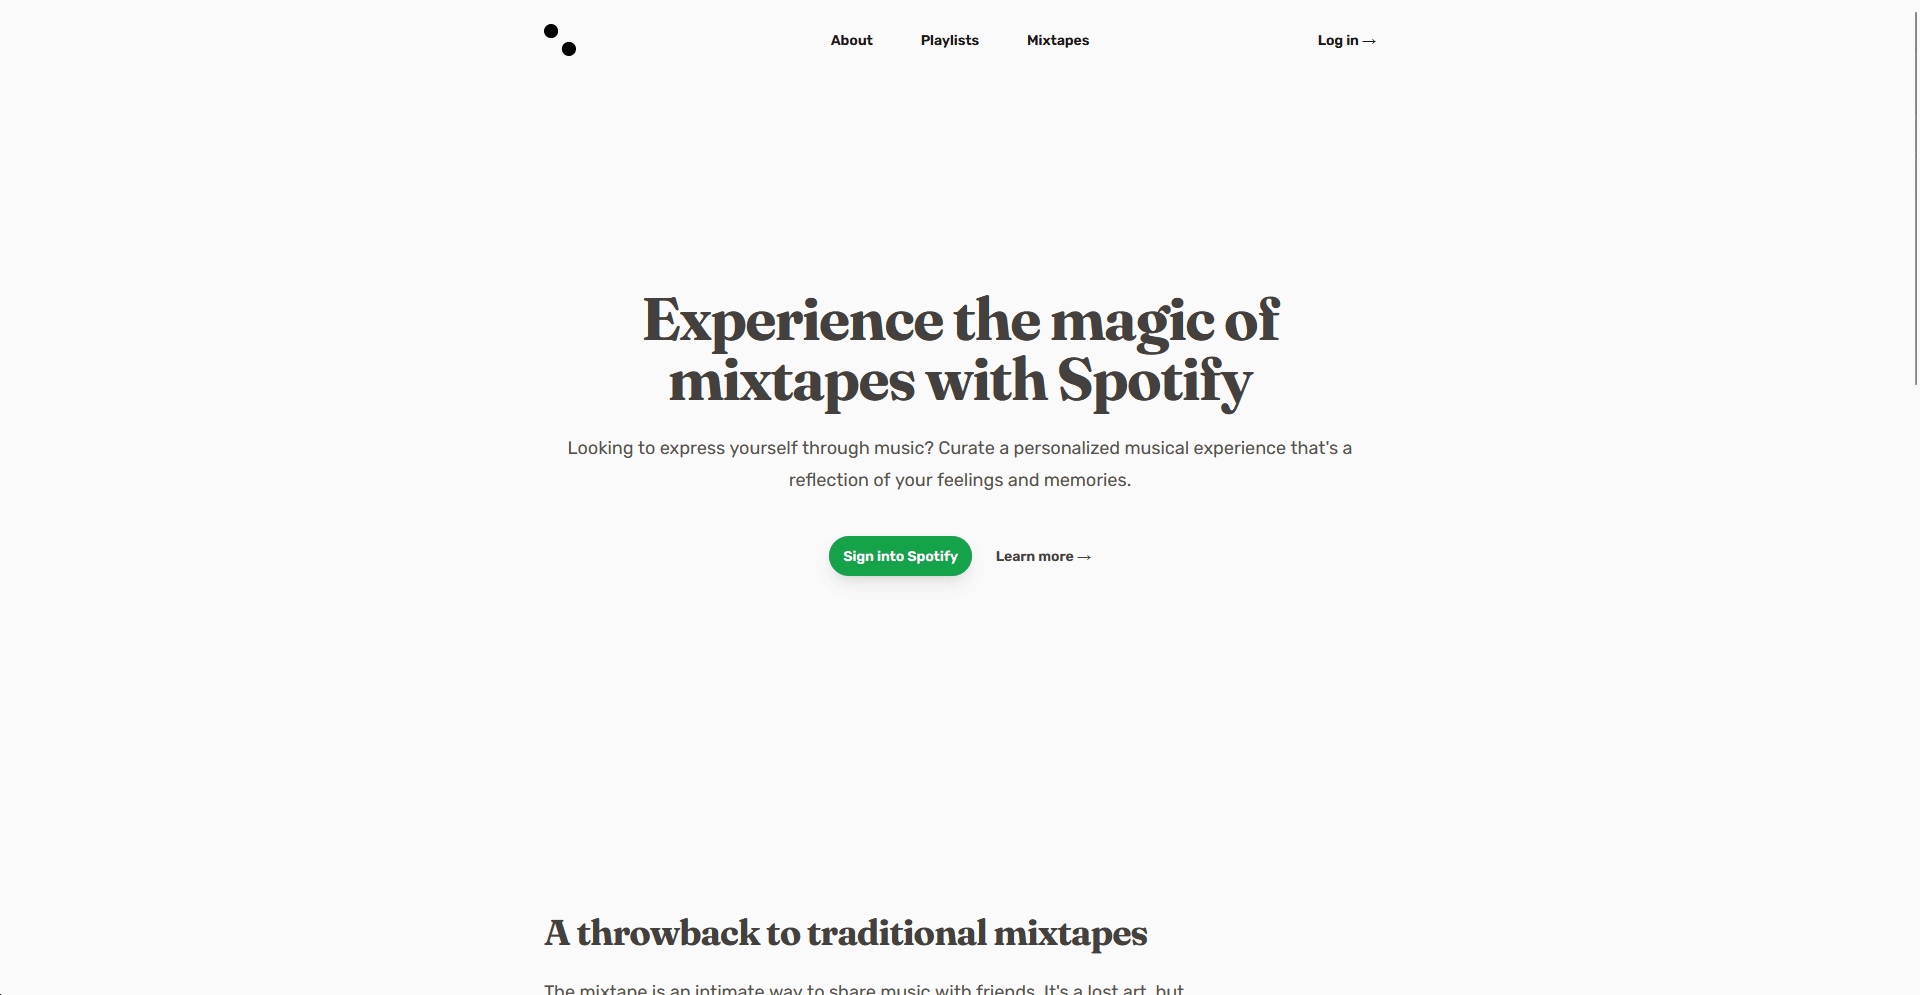 About Playlists Mixtapes Log in →
Experience the magic of
mixtapes with Spotify
Looking to express yourself through music? Curate a personalized musical experience that's a
reflection of your feelings and memories.
Sign into Spotify Learn more →
A throwback to traditional mixtapes
The mixtape is an intimate way to share music with friends. It's a lost art, but